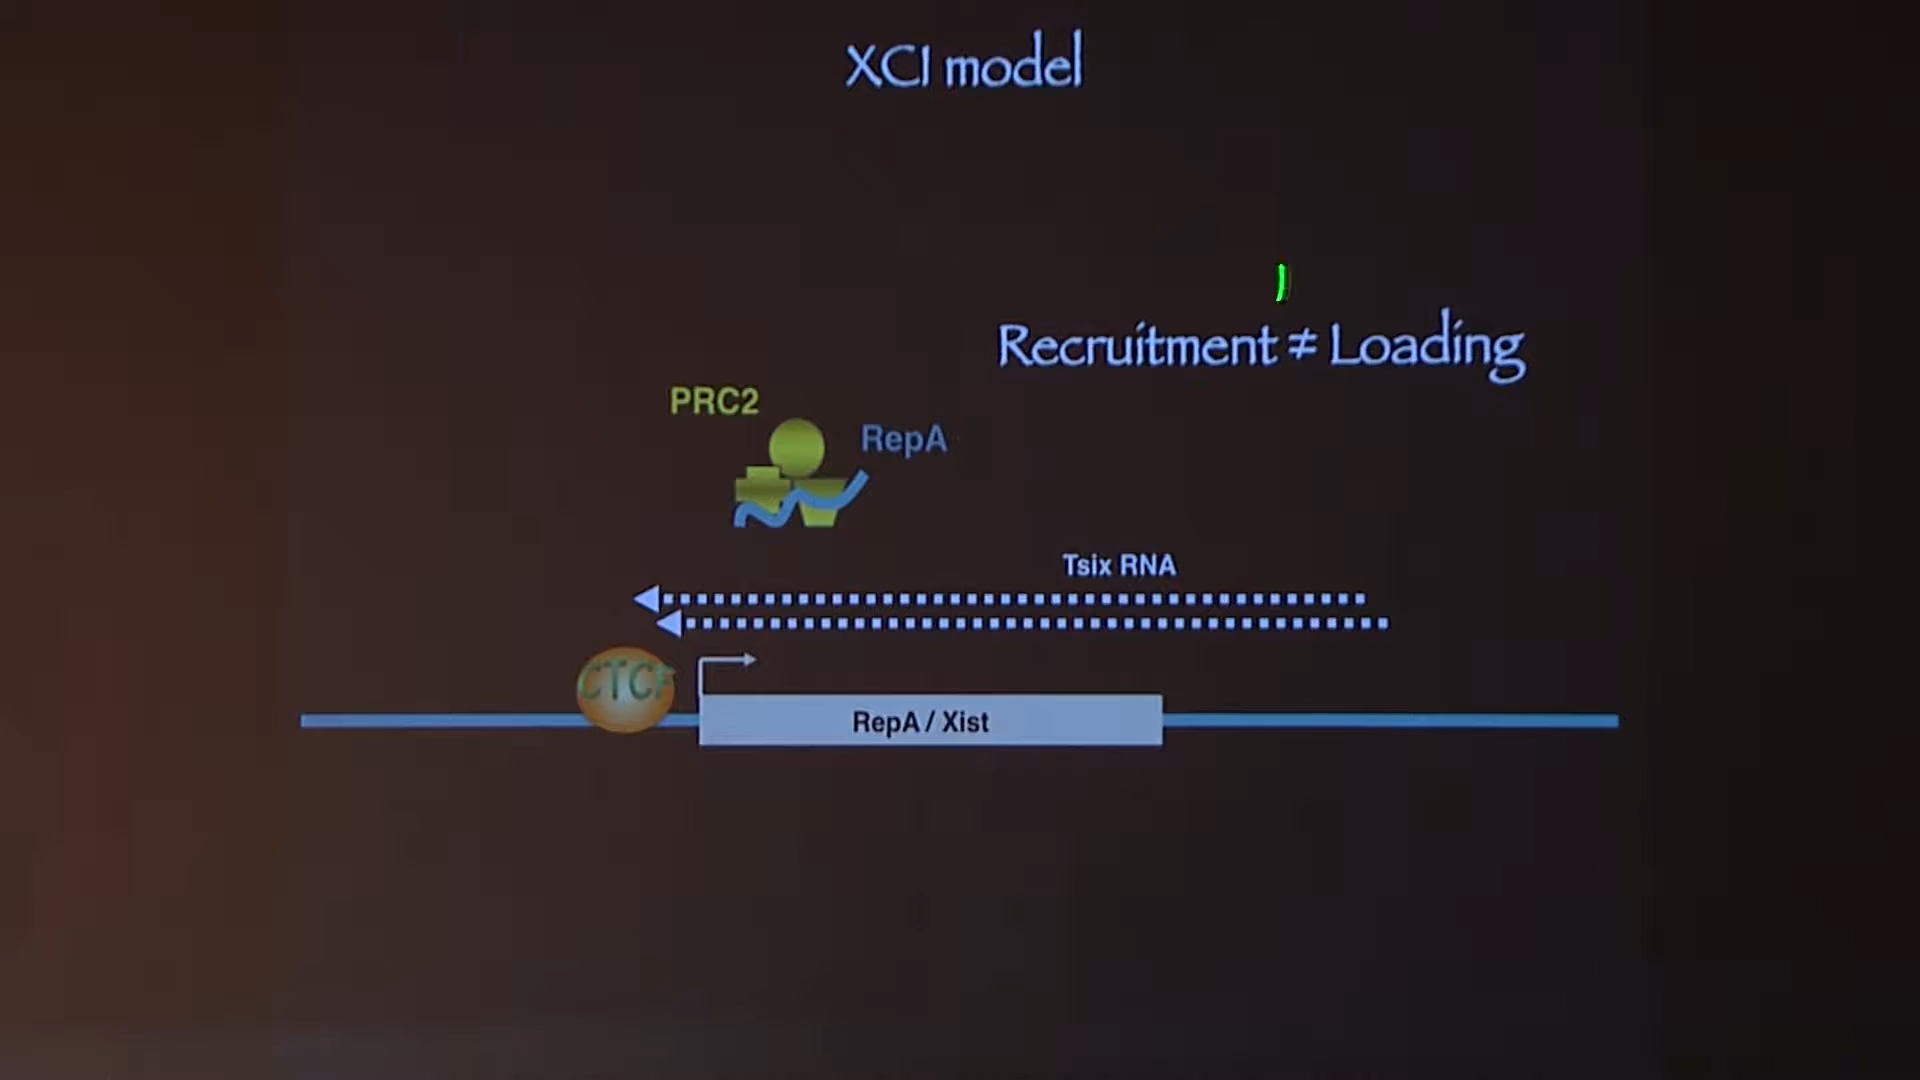 XCI model
Recruitment ≠ Loading
PRC2
RepA
Tsix RNA
CTCF
RepA / Xist